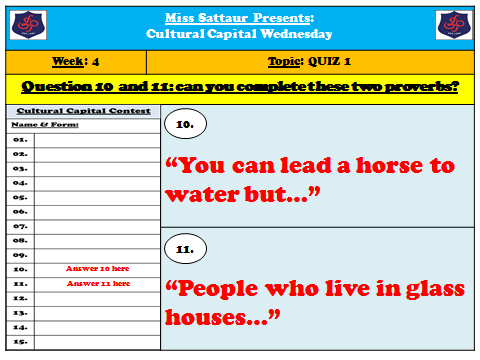 Miss Sattaur Presents:
Cultural Capital Wednesday
Week: 4
Topic: QUIZ 1
Question 10 and 11: can you complete these two proverbs?
Cultural Capital Contest
Name & Form:
01.
02.
03.
04.
05.
06.
07.
08.
09.
10. Answer 10 here
11. Answer 11 here
12.
13.
14.
15.
10.
“You can lead a horse to
water but...”
11.
“People who live in glass
houses...”